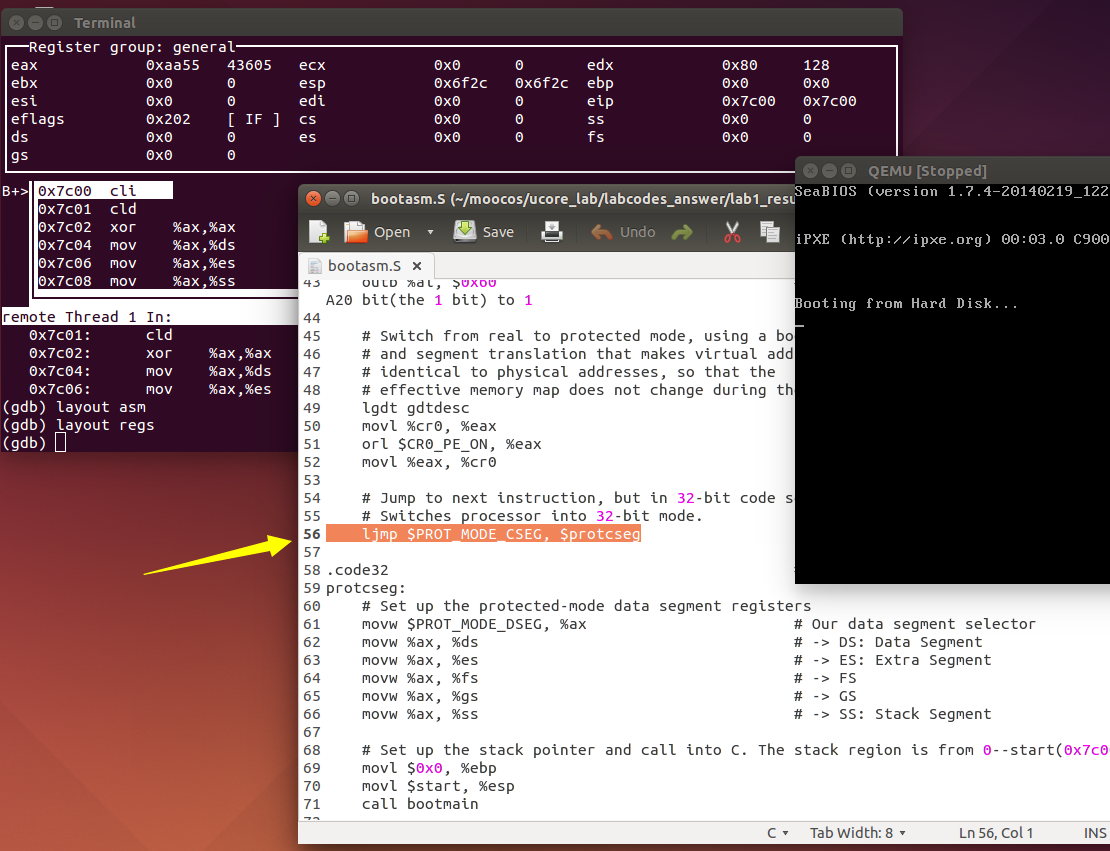 Terminal
Register group: general
eax 0xaa55 43605 ecx 0x0 0 edx 0x80 128
ebx 0x0 0 esp 0x6f2c 0x6f2c ebp 0x0 0x0
esi 0x0 0 edi 0x0 0 eip 0x7c00 0x7c00
eflags 0x202 [ IF ] cs 0x0 0 ss 0x0 0
ds 0x0 0 es 0x0 0 fs 0x0 0
gs 0x0 0
B+> 0x7c00 cli
0x7c01 cld
0x7c02 xor %ax,%ax
0x7c04 mov %ax,%ds
0x7c06 mov %ax,%es
0x7c08 mov %ax,%ss
remote Thread 1 In:
0x7c01: cld
0x7c02: xor %ax,%ax
0x7c04: mov %ax,%ds
0x7c06: mov %ax,%es
(gdb) layout asm
(gdb) layout regs
(gdb)
bootasm.S (~/moocos/ucore_lab/labcodes_answer/lab1_resu
Open Save Undo
bootasm.S
43 outb %al, $0x60
A20 bit(the 1 bit) to 1
44
45 # Switch from real to protected mode, using a bo
46 # and segment translation that makes virtual add
47 # identical to physical addresses, so that the
48 # effective memory map does not change during th
49 lgdt gdtdesc
50 movl %cr0, %eax
51 orl $CR0_PE_ON, %eax
52 movl %eax, %cr0
53
54 # Jump to next instruction, but in 32-bit code s
55 # Switches processor into 32-bit mode.
56 ljmp $PROT_MODE_CSEG, $protcseg
57
58 .code32
59 protcseg:
60 # Set up the protected-mode data segment registers
61 movw $PROT_MODE_DSEG, %ax # Our data segment selector
62 movw %ax, %ds # -> DS: Data Segment
63 movw %ax, %es # -> ES: Extra Segment
64 movw %ax, %fs # -> FS
65 movw %ax, %gs # -> GS
66 movw %ax, %ss # -> SS: Stack Segment
67
68 # Set up the stack pointer and call into C. The stack region is from 0--start(0x7c0
69 movl $0x0, %ebp
70 movl $start, %esp
71 call bootmain
C Tab Width: 8 Ln 56, Col 1 INS
QEMU [Stopped]
SeaBIOS (version 1.7.4-20140219_122
iPXE (http://ipxe.org) 00:03.0 C900
Booting from Hard Disk...